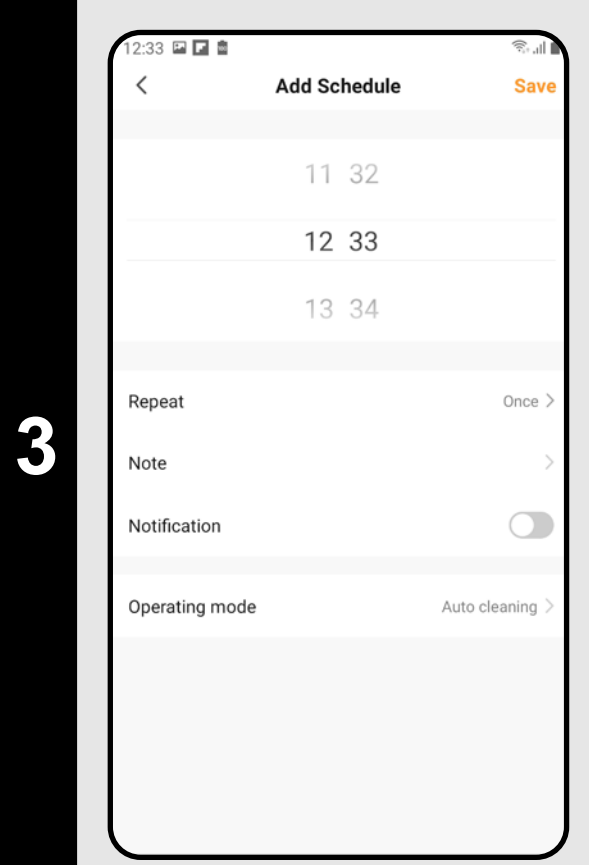 12:33
Add Schedule Save
11 32
12 33
13 34
3
Repeat Once
Note
Notification
Operating mode Auto cleaning